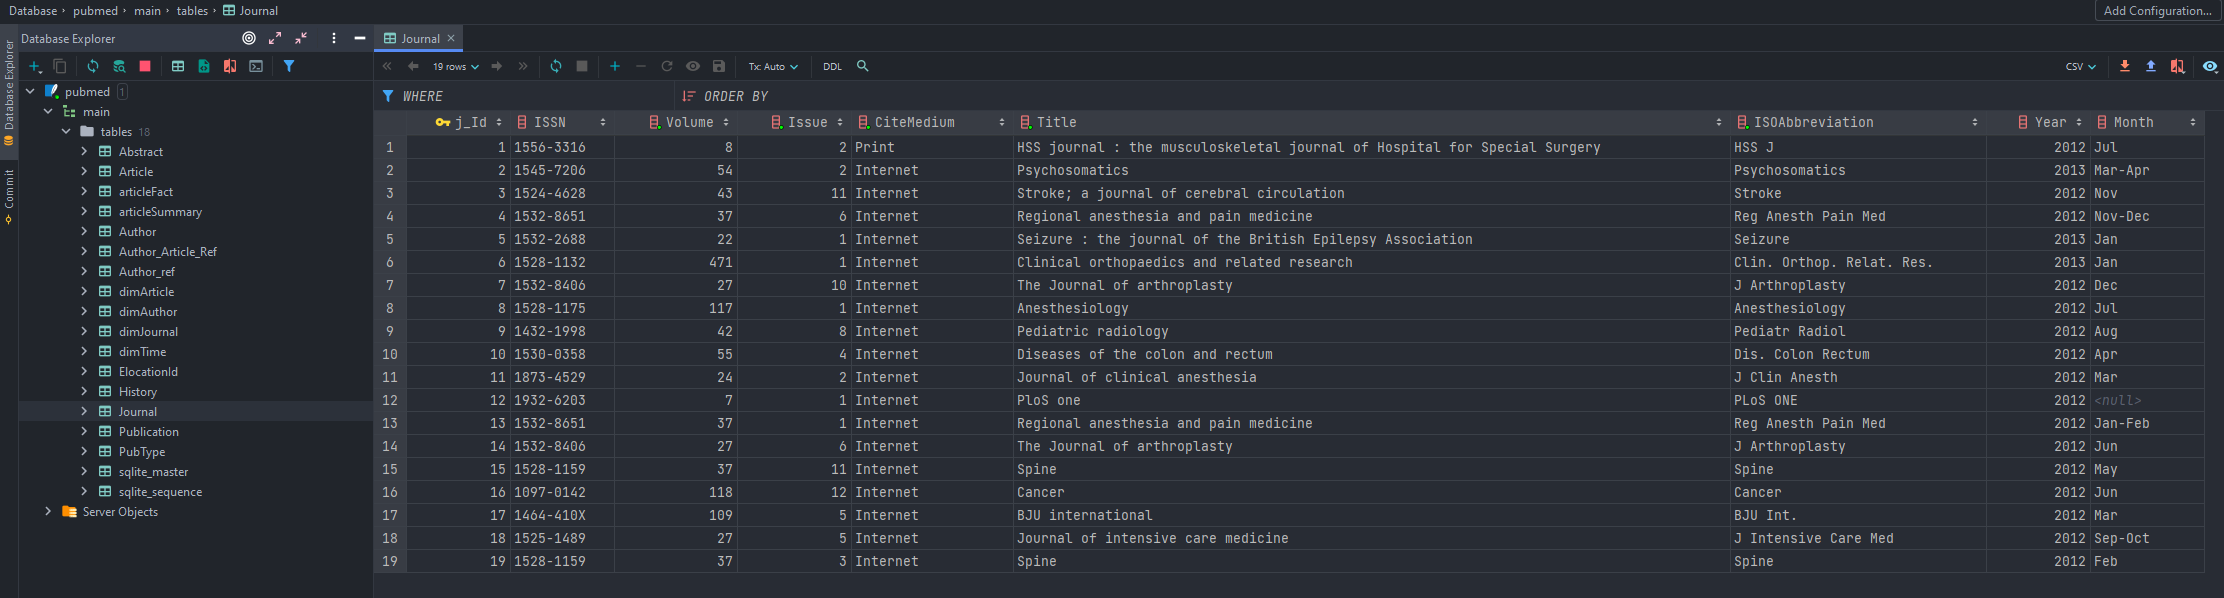 Database › pubmed › main › tables › Journal
Add Configuration...
Database Explorer
Commit
Database Explorer
pubmed 1
main
tables 18
Abstract
Article
articleFact
articleSummary
Author
Author_Article_Ref
Author_ref
dimArticle
dimAuthor
dimJournal
dimTime
ElocationId
History
Journal
Publication
PubType
sqlite_master
sqlite_sequence
Server Objects
Journal
19 rows Tx: Auto DDL CSV
WHERE ORDER BY
j_Id ISSN Volume Issue CiteMedium Title ISOAbbreviation Year Month
1 1 1556-3316 8 2 Print HSS journal : the musculoskeletal journal of Hospital for Special Surgery HSS J 2012 Jul
2 2 1545-7206 54 2 Internet Psychosomatics Psychosomatics 2013 Mar-Apr
3 3 1524-4628 43 11 Internet Stroke; a journal of cerebral circulation Stroke 2012 Nov
4 4 1532-8651 37 6 Internet Regional anesthesia and pain medicine Reg Anesth Pain Med 2012 Nov-Dec
5 5 1532-2688 22 1 Internet Seizure : the journal of the British Epilepsy Association Seizure 2013 Jan
6 6 1528-1132 471 1 Internet Clinical orthopaedics and related research Clin. Orthop. Relat. Res. 2013 Jan
7 7 1532-8406 27 10 Internet The Journal of arthroplasty J Arthroplasty 2012 Dec
8 8 1528-1175 117 1 Internet Anesthesiology Anesthesiology 2012 Jul
9 9 1432-1998 42 8 Internet Pediatric radiology Pediatr Radiol 2012 Aug
10 10 1530-0358 55 4 Internet Diseases of the colon and rectum Dis. Colon Rectum 2012 Apr
11 11 1873-4529 24 2 Internet Journal of clinical anesthesia J Clin Anesth 2012 Mar
12 12 1932-6203 7 1 Internet PloS one PLoS ONE 2012 <null>
13 13 1532-8651 37 1 Internet Regional anesthesia and pain medicine Reg Anesth Pain Med 2012 Jan-Feb
14 14 1532-8406 27 6 Internet The Journal of arthroplasty J Arthroplasty 2012 Jun
15 15 1528-1159 37 11 Internet Spine Spine 2012 May
16 16 1097-0142 118 12 Internet Cancer Cancer 2012 Jun
17 17 1464-410X 109 5 Internet BJU international BJU Int. 2012 Mar
18 18 1525-1489 27 5 Internet Journal of intensive care medicine J Intensive Care Med 2012 Sep-Oct
19 19 1528-1159 37 3 Internet Spine Spine 2012 Feb